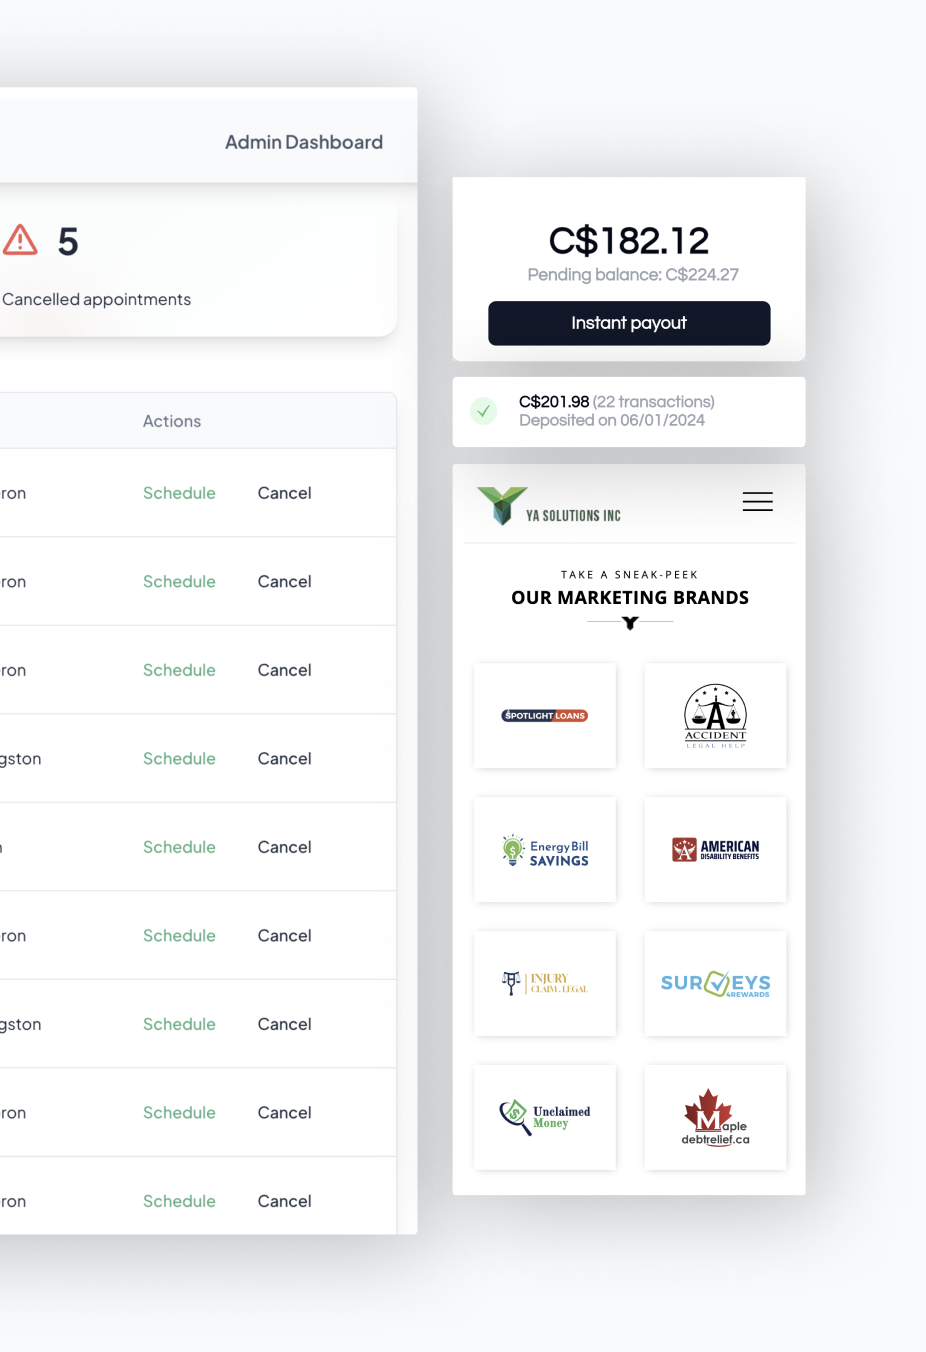 Admin Dashboard
5
Cancelled appointments
Actions
ron Schedule Cancel
ron Schedule Cancel
ron Schedule Cancel
gston Schedule Cancel
Schedule Cancel
ron Schedule Cancel
gston Schedule Cancel
ron Schedule Cancel
ron Schedule Cancel
C$182.12
Pending balance: C$224.27
Instant payout
C$201.98 (22 transactions)
Deposited on 06/01/2024
YA SOLUTIONS INC
TAKE A SNEAK-PEEK
OUR MARKETING BRANDS
SPOTLIGHT LOANS
A
ACCIDENT
LEGAL HELP
Energy Bill
SAVINGS
AMERICAN
DISABILITY BENEFITS
INJURY
CLAIM.LEGAL
SURVEYS
4REWARDS
Unclaimed
Money
Maple
debtrelief.ca